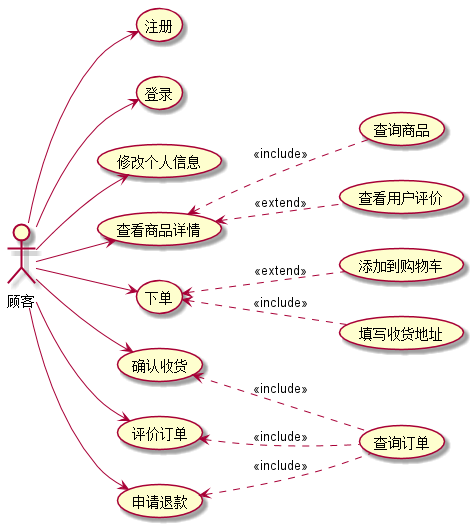 注册
登录
修改个人信息
查看商品详情
下单
确认收货
评价订单
申请退款
顾客
«include»
«extend»
«extend»
«include»
«include»
«include»
«include»
查询商品
查看用户评价
添加到购物车
填写收货地址
查询订单